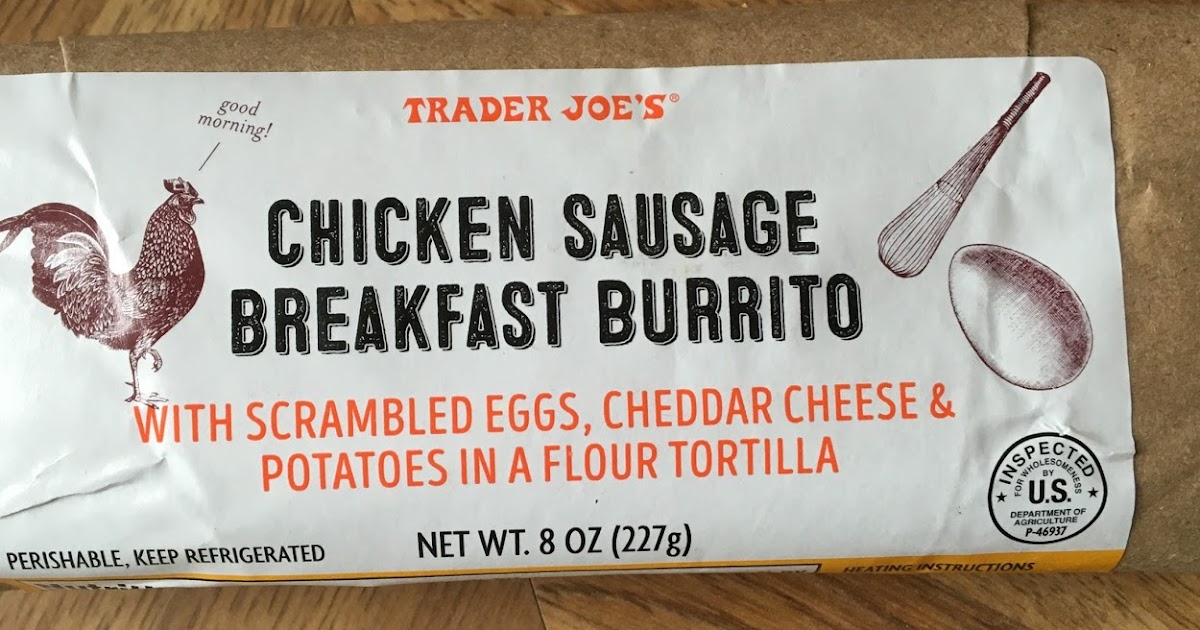 good
morning!
TRADER JOE'S®
CHICKEN SAUSAGE
BREAKFAST BURRITO
WITH SCRAMBLED EGGS, CHEDDAR CHEESE &
POTATOES IN A FLOUR TORTILLA
INSPECTED
FOR WHOLESOMENESS
BY
U.S.
DEPARTMENT OF
AGRICULTURE
P-46937
NET WT. 8 OZ (227g)
PERISHABLE, KEEP REFRIGERATED
HEATING INSTRUCTIONS